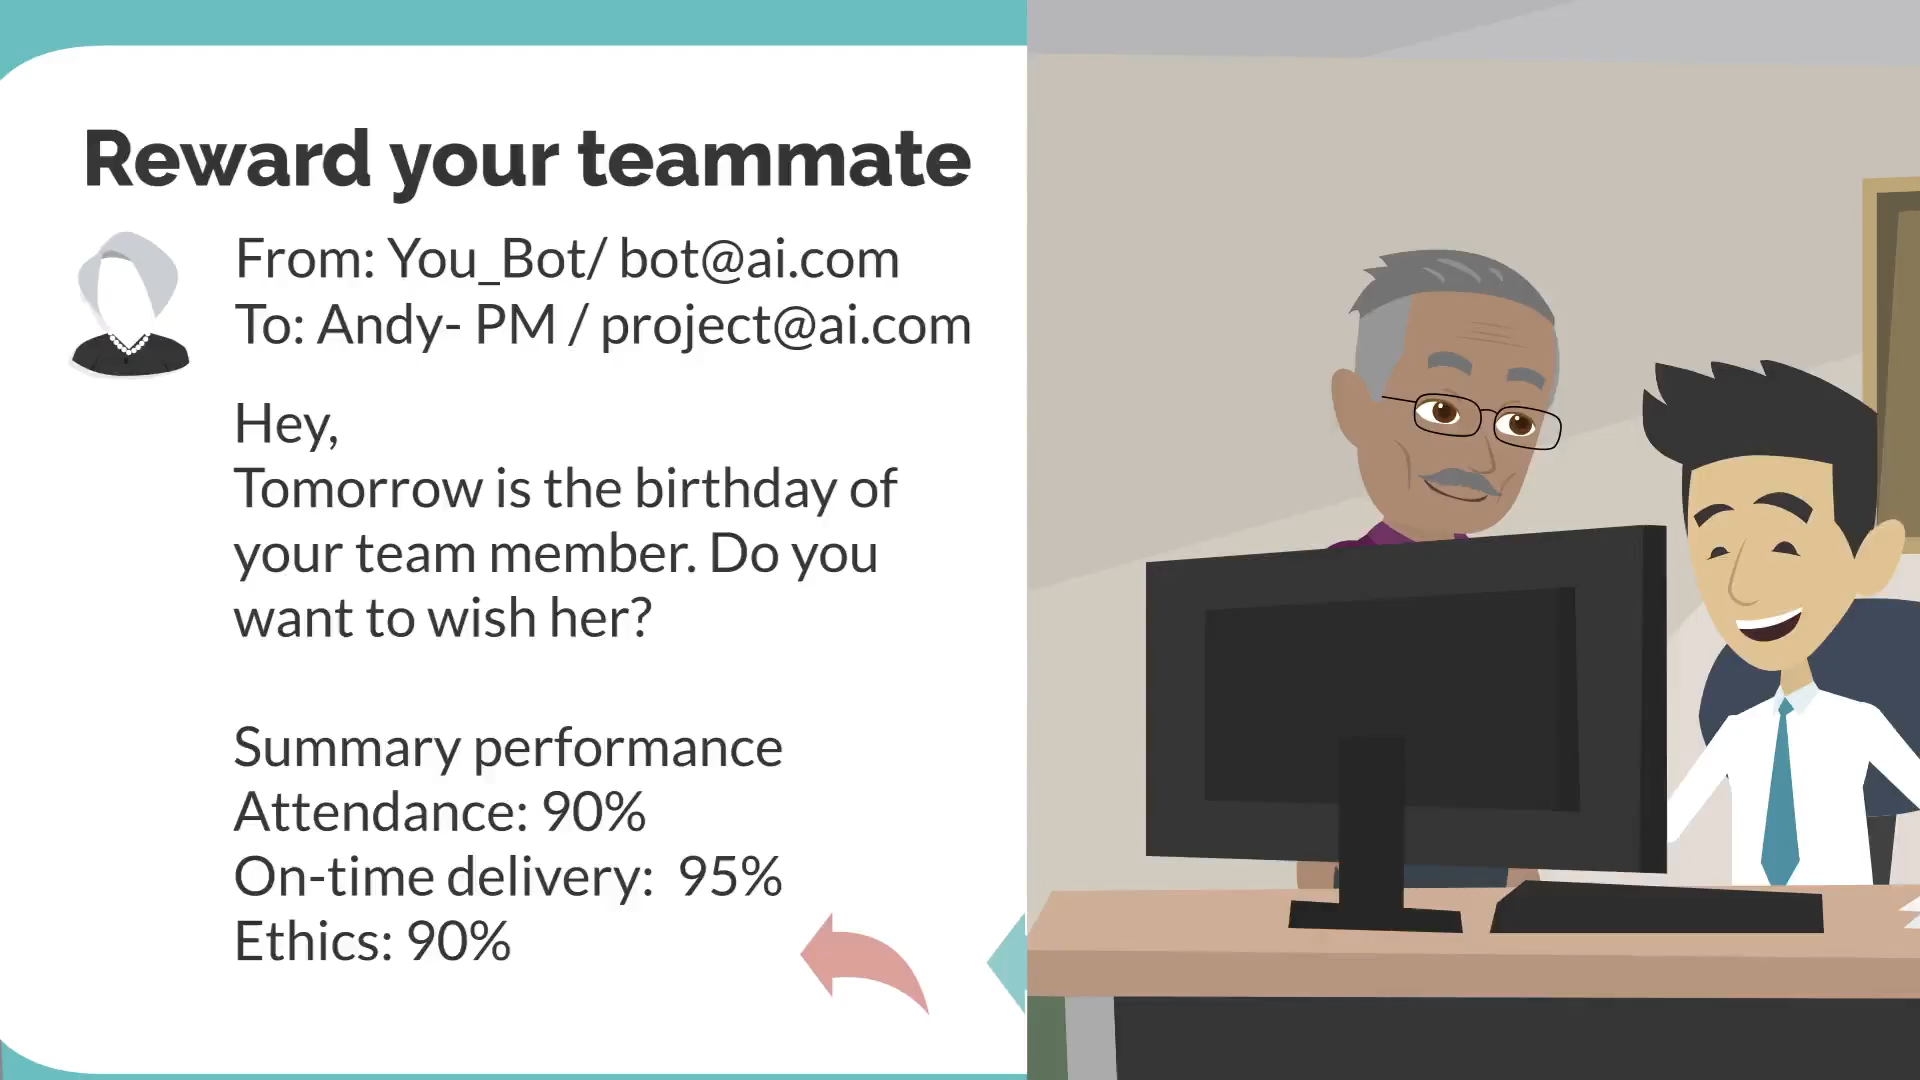 Reward your teammate
From: You_Bot/ bot@ai.com
To: Andy- PM / project@ai.com
Hey,
Tomorrow is the birthday of
your team member. Do you
want to wish her?
Summary performance
Attendance: 90%
On-time delivery:  95%
Ethics: 90%